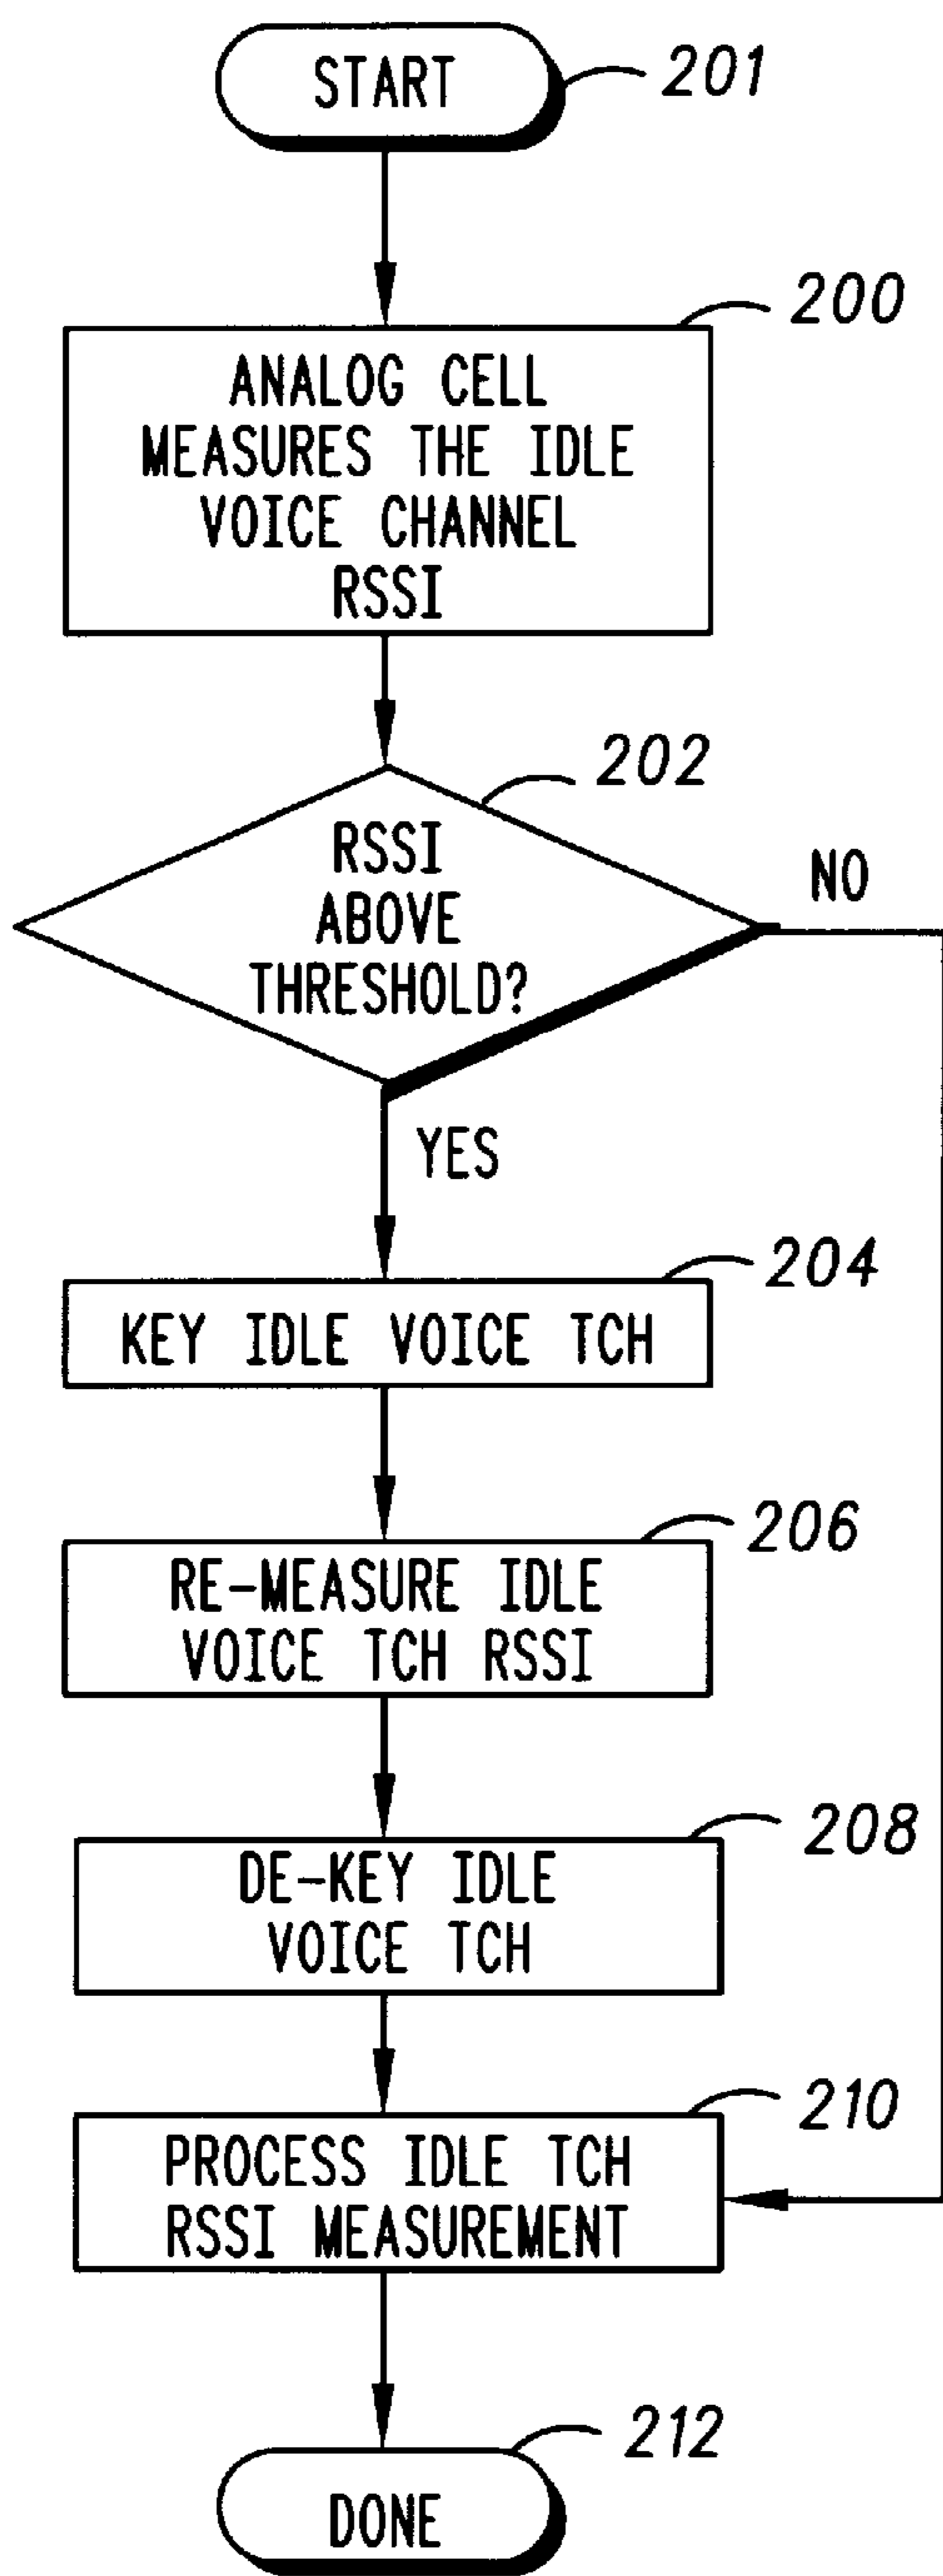 START
201
200
ANALOG CELL
MEASURES THE IDLE
VOICE CHANNEL
RSSI
202
RSSI
ABOVE
THRESHOLD?
NO
YES
204
KEY IDLE VOICE TCH
206
RE-MEASURE IDLE
VOICE TCH RSSI
208
DE-KEY IDLE
VOICE TCH
210
PROCESS IDLE TCH
RSSI MEASUREMENT
212
DONE